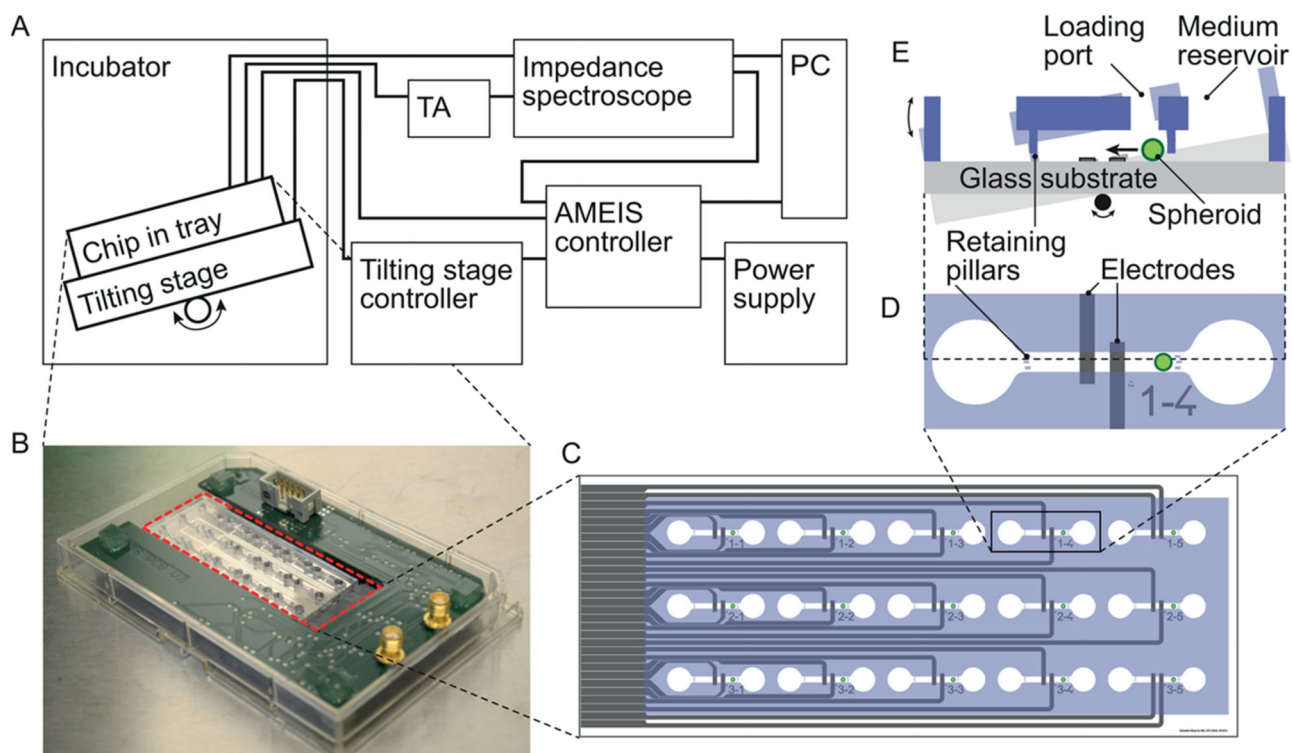 A
Incubator
Impedance
spectroscope
PC
TA
Chip in tray
Tilting stage
Tilting stage
controller
AMEIS
controller
Power
supply
E
Loading
port
Medium
reservoir
Glass substrate
Spheroid
Retaining
pillars
Electrodes
D
1-4
B
C
1-1
1-2
1-3
1-4
1-5
2-1
2-2
2-3
2-4
2-5
3-1
3-2
3-3
3-4
3-5